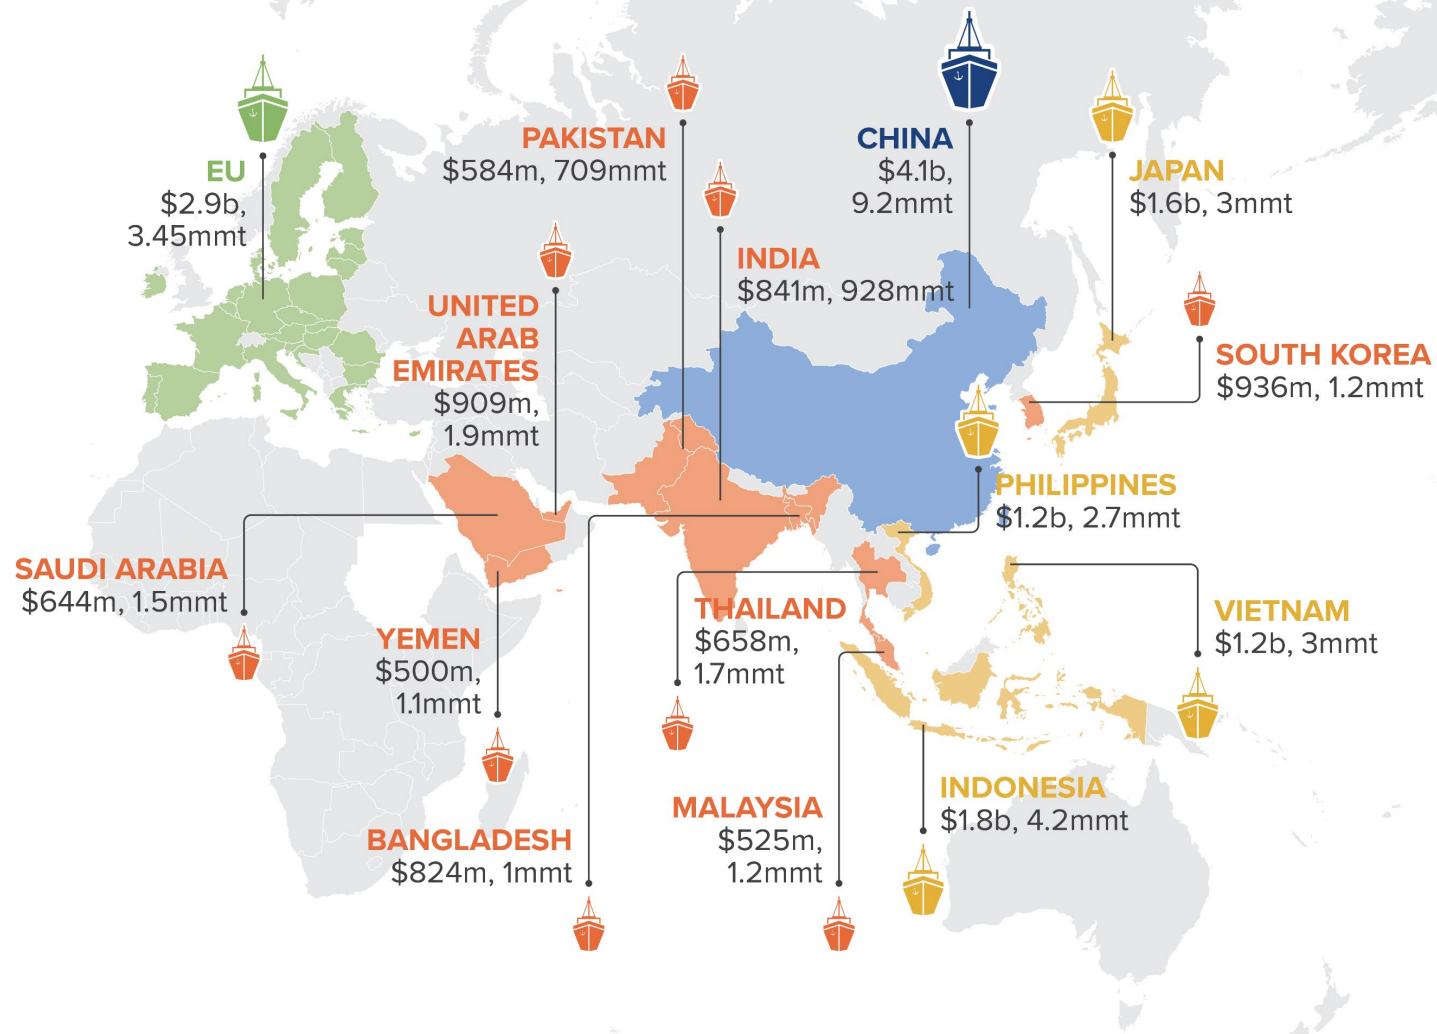 EU
$2.9b,
3.45mmt
PAKISTAN
$584m, 709mmt
CHINA
$4.1b,
9.2mmt
JAPAN
$1.6b, 3mmt
INDIA
$841m, 928mmt
UNITED
ARAB
EMIRATES
$909m,
1.9mmt
SOUTH KOREA
$936m, 1.2mmt
PHILIPPINES
$1.2b, 2.7mmt
SAUDI ARABIA
$644m, 1.5mmt
YEMEN
$500m,
1.1mmt
THAILAND
$658m,
1.7mmt
VIETNAM
$1.2b, 3mmt
INDONESIA
$1.8b, 4.2mmt
MALAYSIA
$525m,
1.2mmt
BANGLADESH
$824m, 1mmt